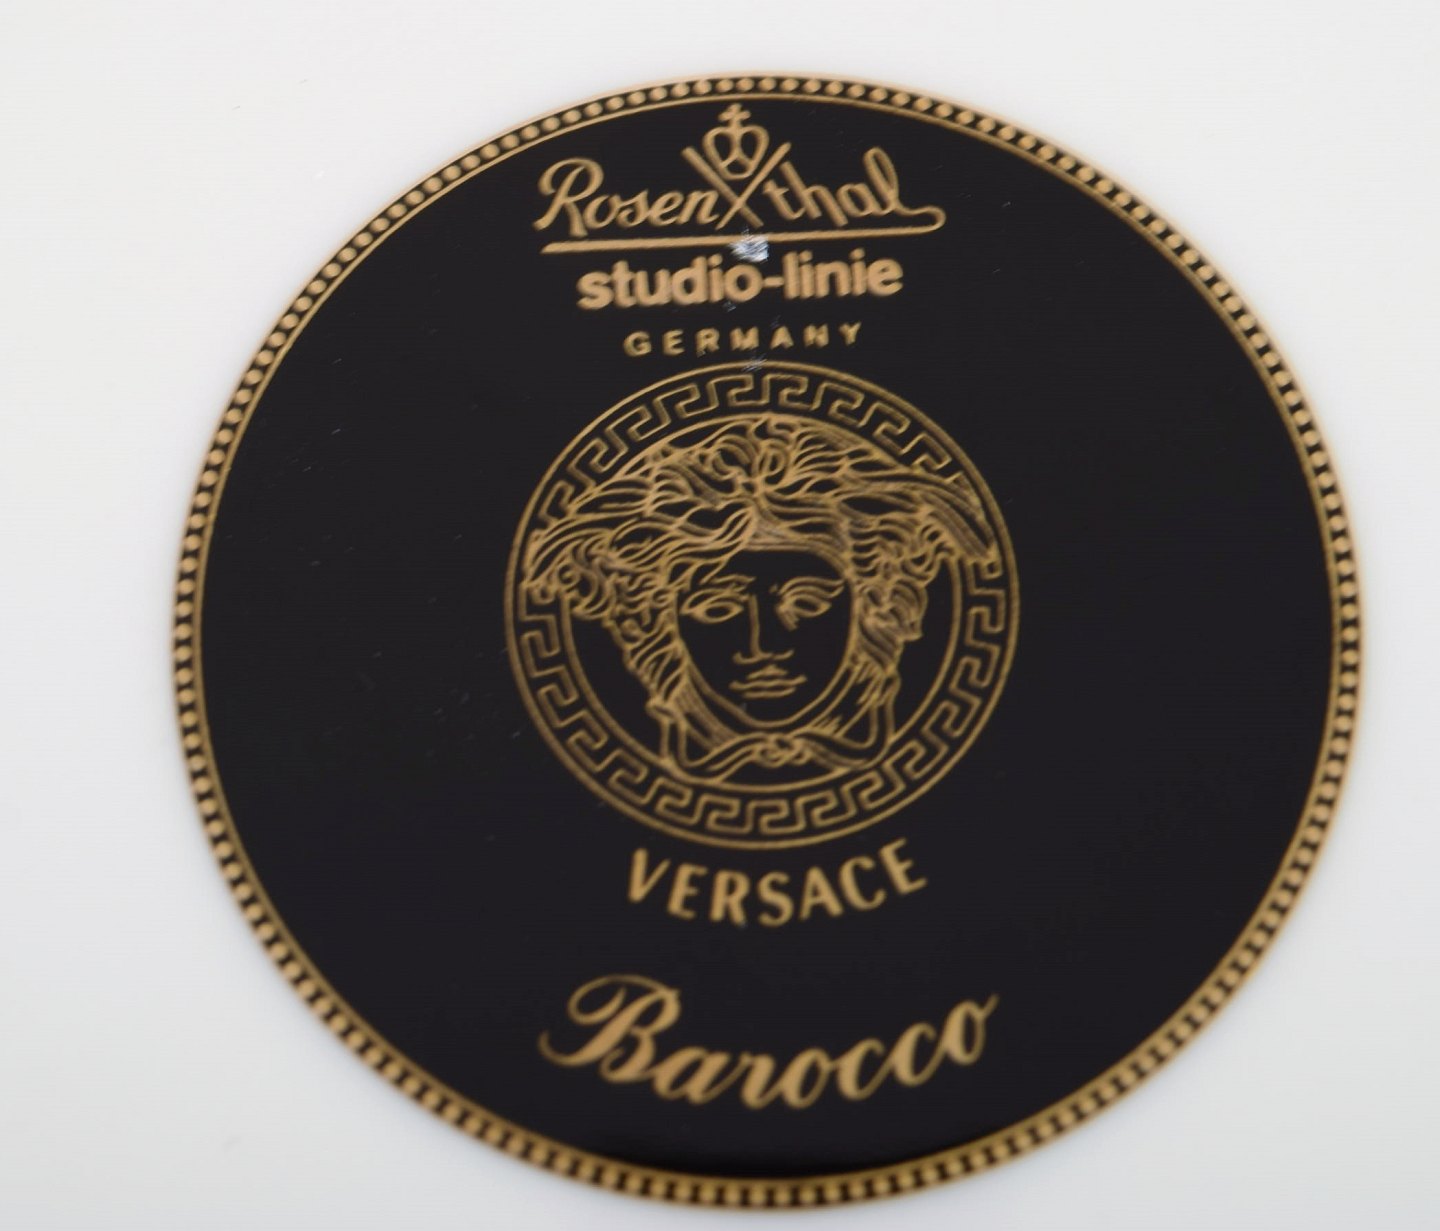 Rosenthal
studio-linie
GERMANY
VERSACE
Barocco